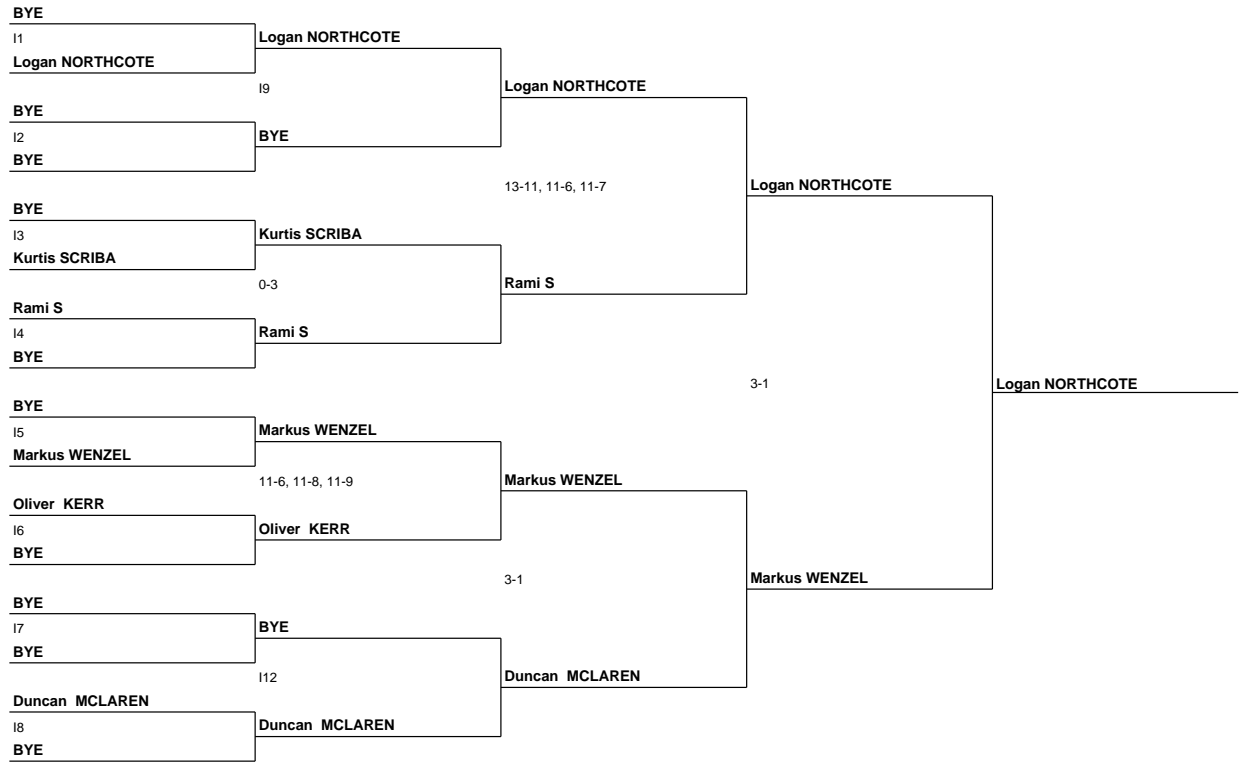 BYE
I1
Logan NORTHCOTE
Logan NORTHCOTE
I9
Logan NORTHCOTE
BYE
I2
BYE
BYE
13-11, 11-6, 11-7
Logan NORTHCOTE
BYE
I3
Kurtis SCRIBA
Kurtis SCRIBA
0-3
Rami S
Rami S
I4
Rami S
BYE
3-1
Logan NORTHCOTE
BYE
I5
Markus WENZEL
Markus WENZEL
11-6, 11-8, 11-9
Markus WENZEL
Oliver  KERR
I6
Oliver  KERR
BYE
3-1
Markus WENZEL
BYE
I7
BYE
BYE
I12
Duncan  MCLAREN
Duncan  MCLAREN
I8
Duncan  MCLAREN
BYE